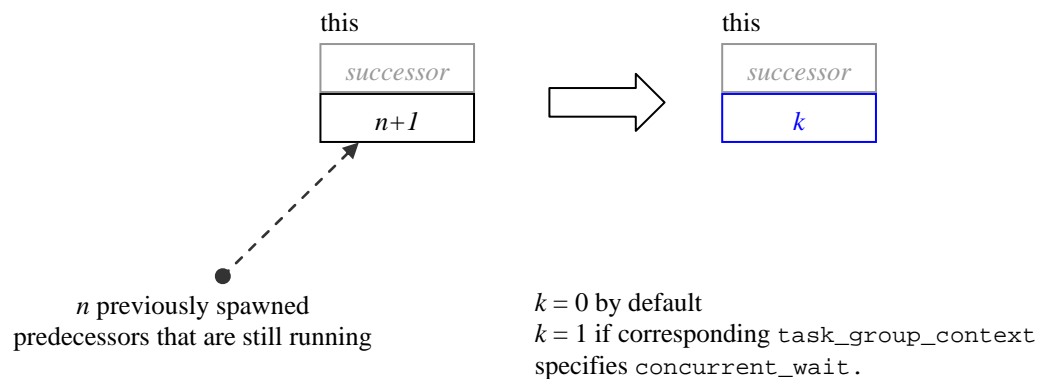 this
this
successor
successor
n+1
k
n previously spawned
predecessors that are still running
k = 0 by default
k = 1 if corresponding task_group_context
specifies concurrent_wait.